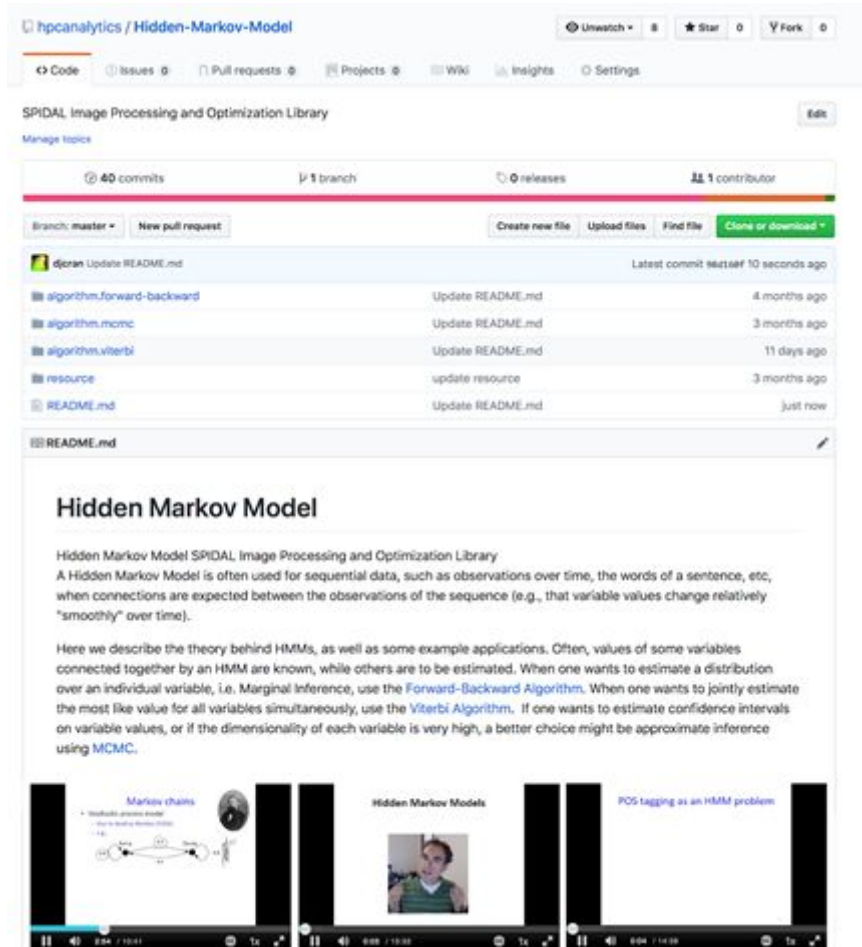 hpcanalytics / Hidden-Markov-Model
Unwatch 8 Star 0 Fork 0
Code Issues 0 Pull requests 0 Projects 0 Wiki Insights Settings
SPIDAL Image Processing and Optimization Library Edit
Manage topics
40 commits 1 branch 0 releases 1 contributor
Branch: master New pull request Create new file Upload files Find file Clone or download
djcran Update README.md Latest commit 10 seconds ago
algorithm.forward-backward Update README.md 4 months ago
algorithm.mcmc Update README.md 3 months ago
algorithm.viterbi Update README.md 11 days ago
resource update resource 3 months ago
README.md Update README.md just now
README.md
Hidden Markov Model
Hidden Markov Model SPIDAL Image Processing and Optimization Library
A Hidden Markov Model is often used for sequential data, such as observations over time, the words of a sentence, etc,
when connections are expected between the observations of the sequence (e.g., that variable values change relatively
"smoothly" over time).
Here we describe the theory behind HMMs, as well as some example applications. Often, values of some variables
connected together by an HMM are known, while others are to be estimated. When one wants to estimate a distribution
over an individual variable, i.e. Marginal Inference, use the Forward-Backward Algorithm. When one wants to jointly estimate
the most like value for all variables simultaneously, use the Viterbi Algorithm. If one wants to estimate confidence intervals
on variable values, or if the dimensionality of each variable is very high, a better choice might be approximate inference
using MCMC.
Markov chains
Hidden Markov Models
POS tagging as an HMM problem
1x 1x 0:04 / 14:59 1x